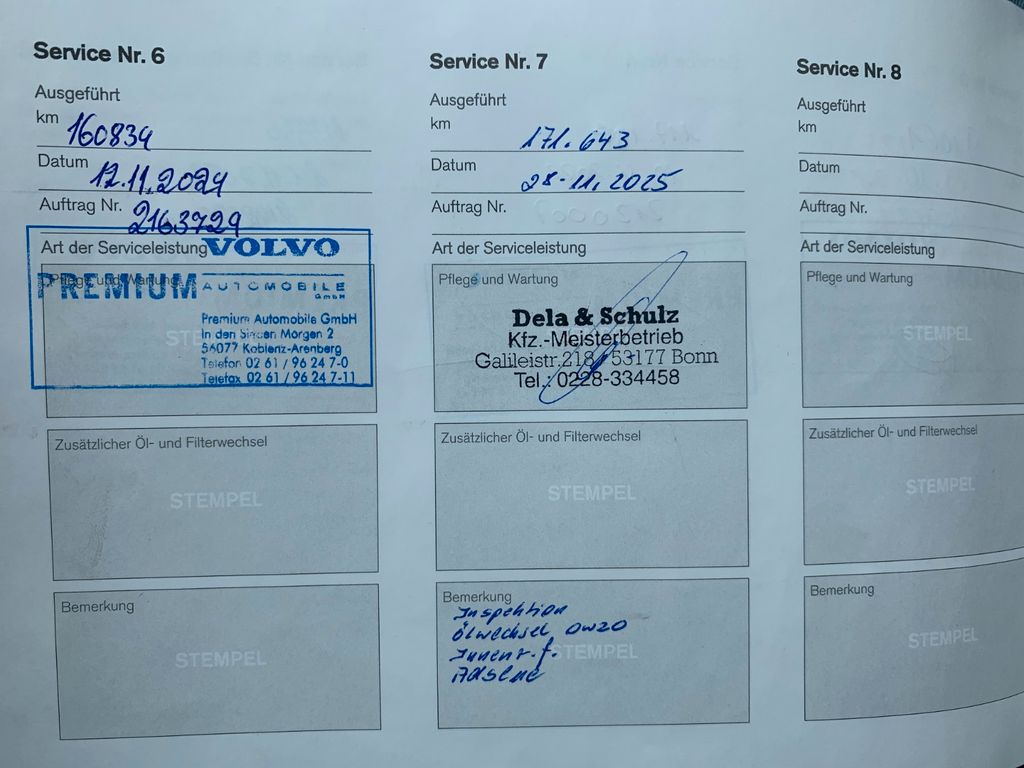 Service Nr. 6
Ausgeführt
km 160834
Datum 12.11.2024
Auftrag Nr. 2163729
Art der Serviceleistung
Pflege und Wartung
VOLVO
PREMIUM AUTOMOBILE
GmbH
Premium Automobile GmbH
In den Sieben Morgen 2
56077 Koblenz-Arenberg
Telefon 02 61 / 96 24 7-0
Telefax 02 61 / 96 24 7-11
Zusätzlicher Öl- und Filterwechsel
STEMPEL
Bemerkung
STEMPEL
Service Nr. 7
Ausgeführt
km 171.643
Datum 28.11.2025
Auftrag Nr.
Art der Serviceleistung
Pflege und Wartung
Dela & Schulz
Kfz.-Meisterbetrieb
Galileistr.218 53177 Bonn
Tel.: 0228-334458
Zusätzlicher Öl- und Filterwechsel
STEMPEL
Bemerkung
Inspektion
Ölwechsel 0W20
Innenr. f.
STEMPEL
Service Nr. 8
Ausgeführt
km
Datum
Auftrag Nr.
Art der Serviceleistung
Pflege und Wartung
STEMPEL
Zusätzlicher Öl- und Filterwechsel
STEMPEL
Bemerkung
STEMPEL